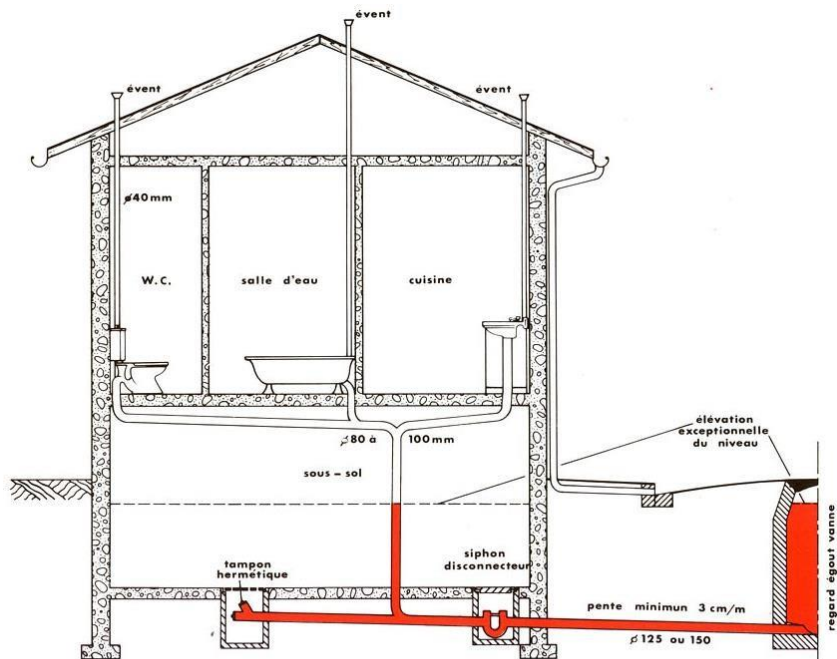 évent
évent
évent
ø40mm
W.C.
salle d'eau
cuisine
ø80 à 100mm
élévation
exceptionnelle
du niveau
sous-sol
tampon
hermétique
siphon
disconnecteur
pente minimun 3 cm/m
ø125 ou 150
regard égout vanne